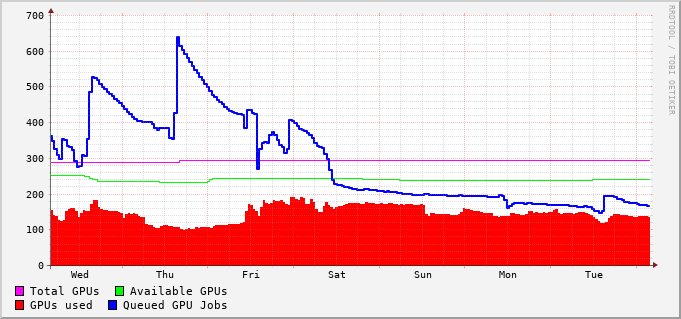 700
600
500
400
300
200
100
0
Wed Thu Fri Sat Sun Mon Tue
Total GPUs Available GPUs
GPUs used Queued GPU Jobs
RRDTOOL / TOBI OETIKER